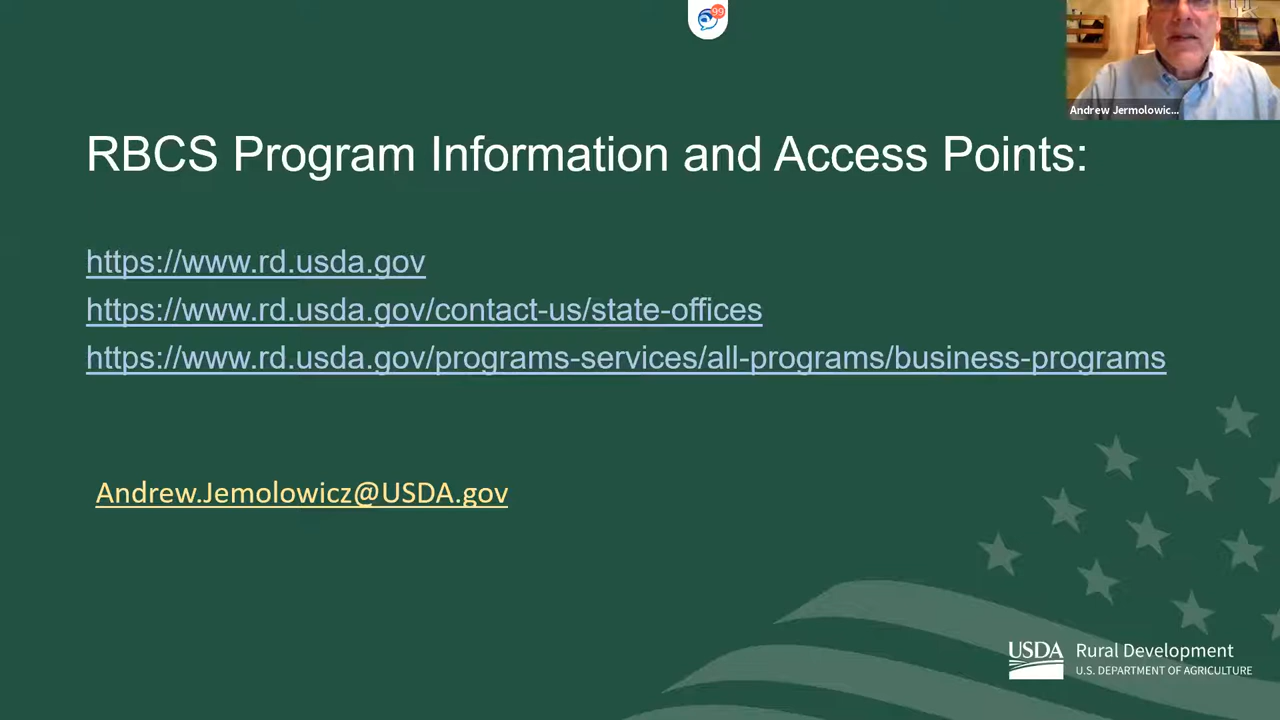 99
Andrew Jermolowic...
RBCS Program Information and Access Points:
https://www.rd.usda.gov
https://www.rd.usda.gov/contact-us/state-offices
https://www.rd.usda.gov/programs-services/all-programs/business-programs
Andrew.Jemolowicz@USDA.gov
USDA Rural Development
U.S. DEPARTMENT OF AGRICULTURE